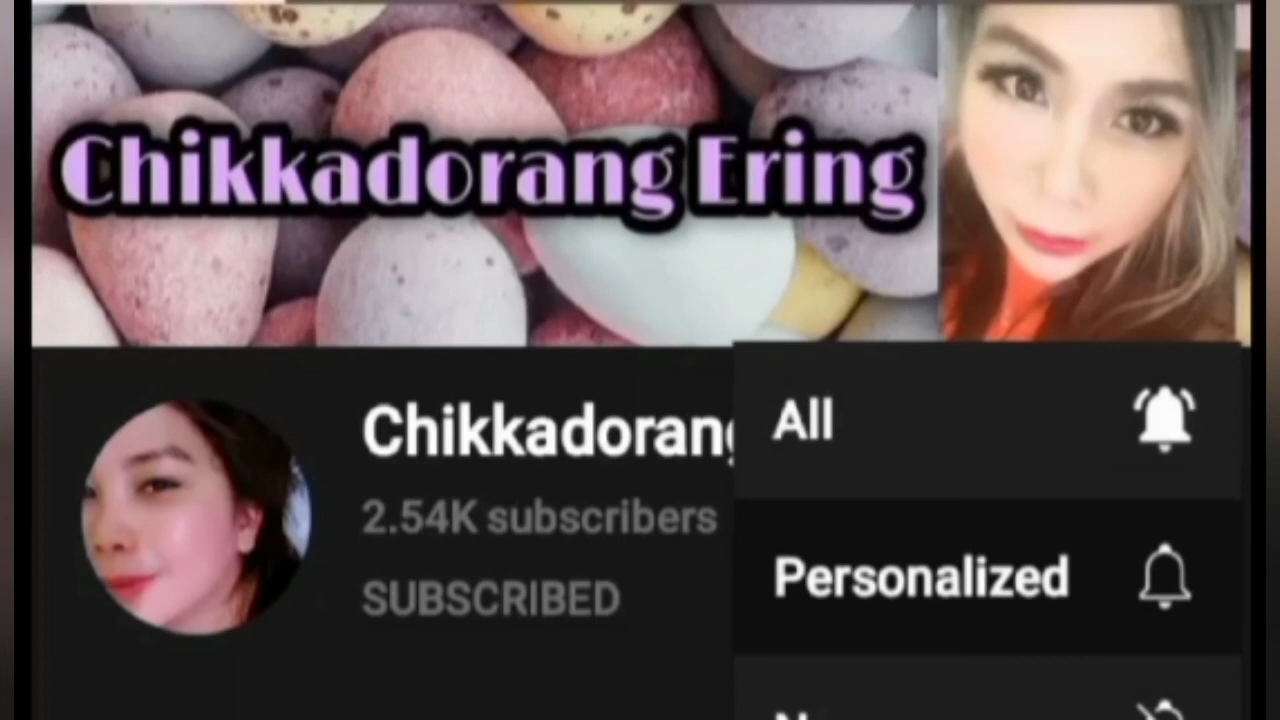 Chikkadorang Ering
Chikkadorang
2.54K subscribers
SUBSCRIBED
All
Personalized